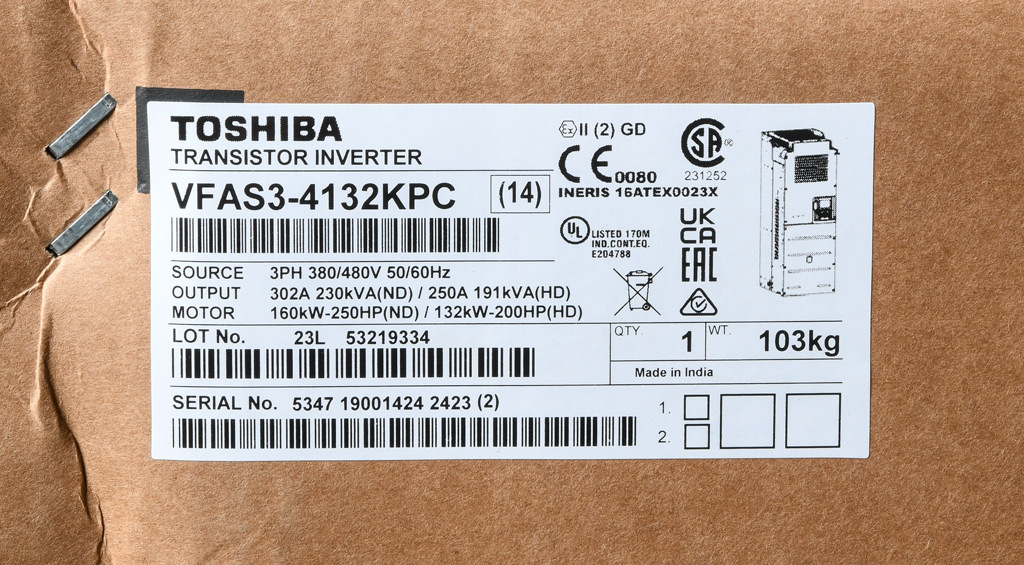 TOSHIBA
TRANSISTOR INVERTER
VFAS3-4132KPC (14)
SOURCE 3PH 380/480V 50/60Hz
OUTPUT 302A 230kVA(ND) / 250A 191kVA(HD)
MOTOR 160kW-250HP(ND) / 132kW-200HP(HD)
Ex II (2) GD
CE 0080
INERIS 16ATEX0023X
SA ®
231252
UL LISTED 170M
IND.CONT.EQ.
E204788
UK
CA
EAC
LOT No. 23L 53219334
QTY. 1 WT. 103kg
Made in India
SERIAL No. 5347 19001424 2423 (2)
1.
2.